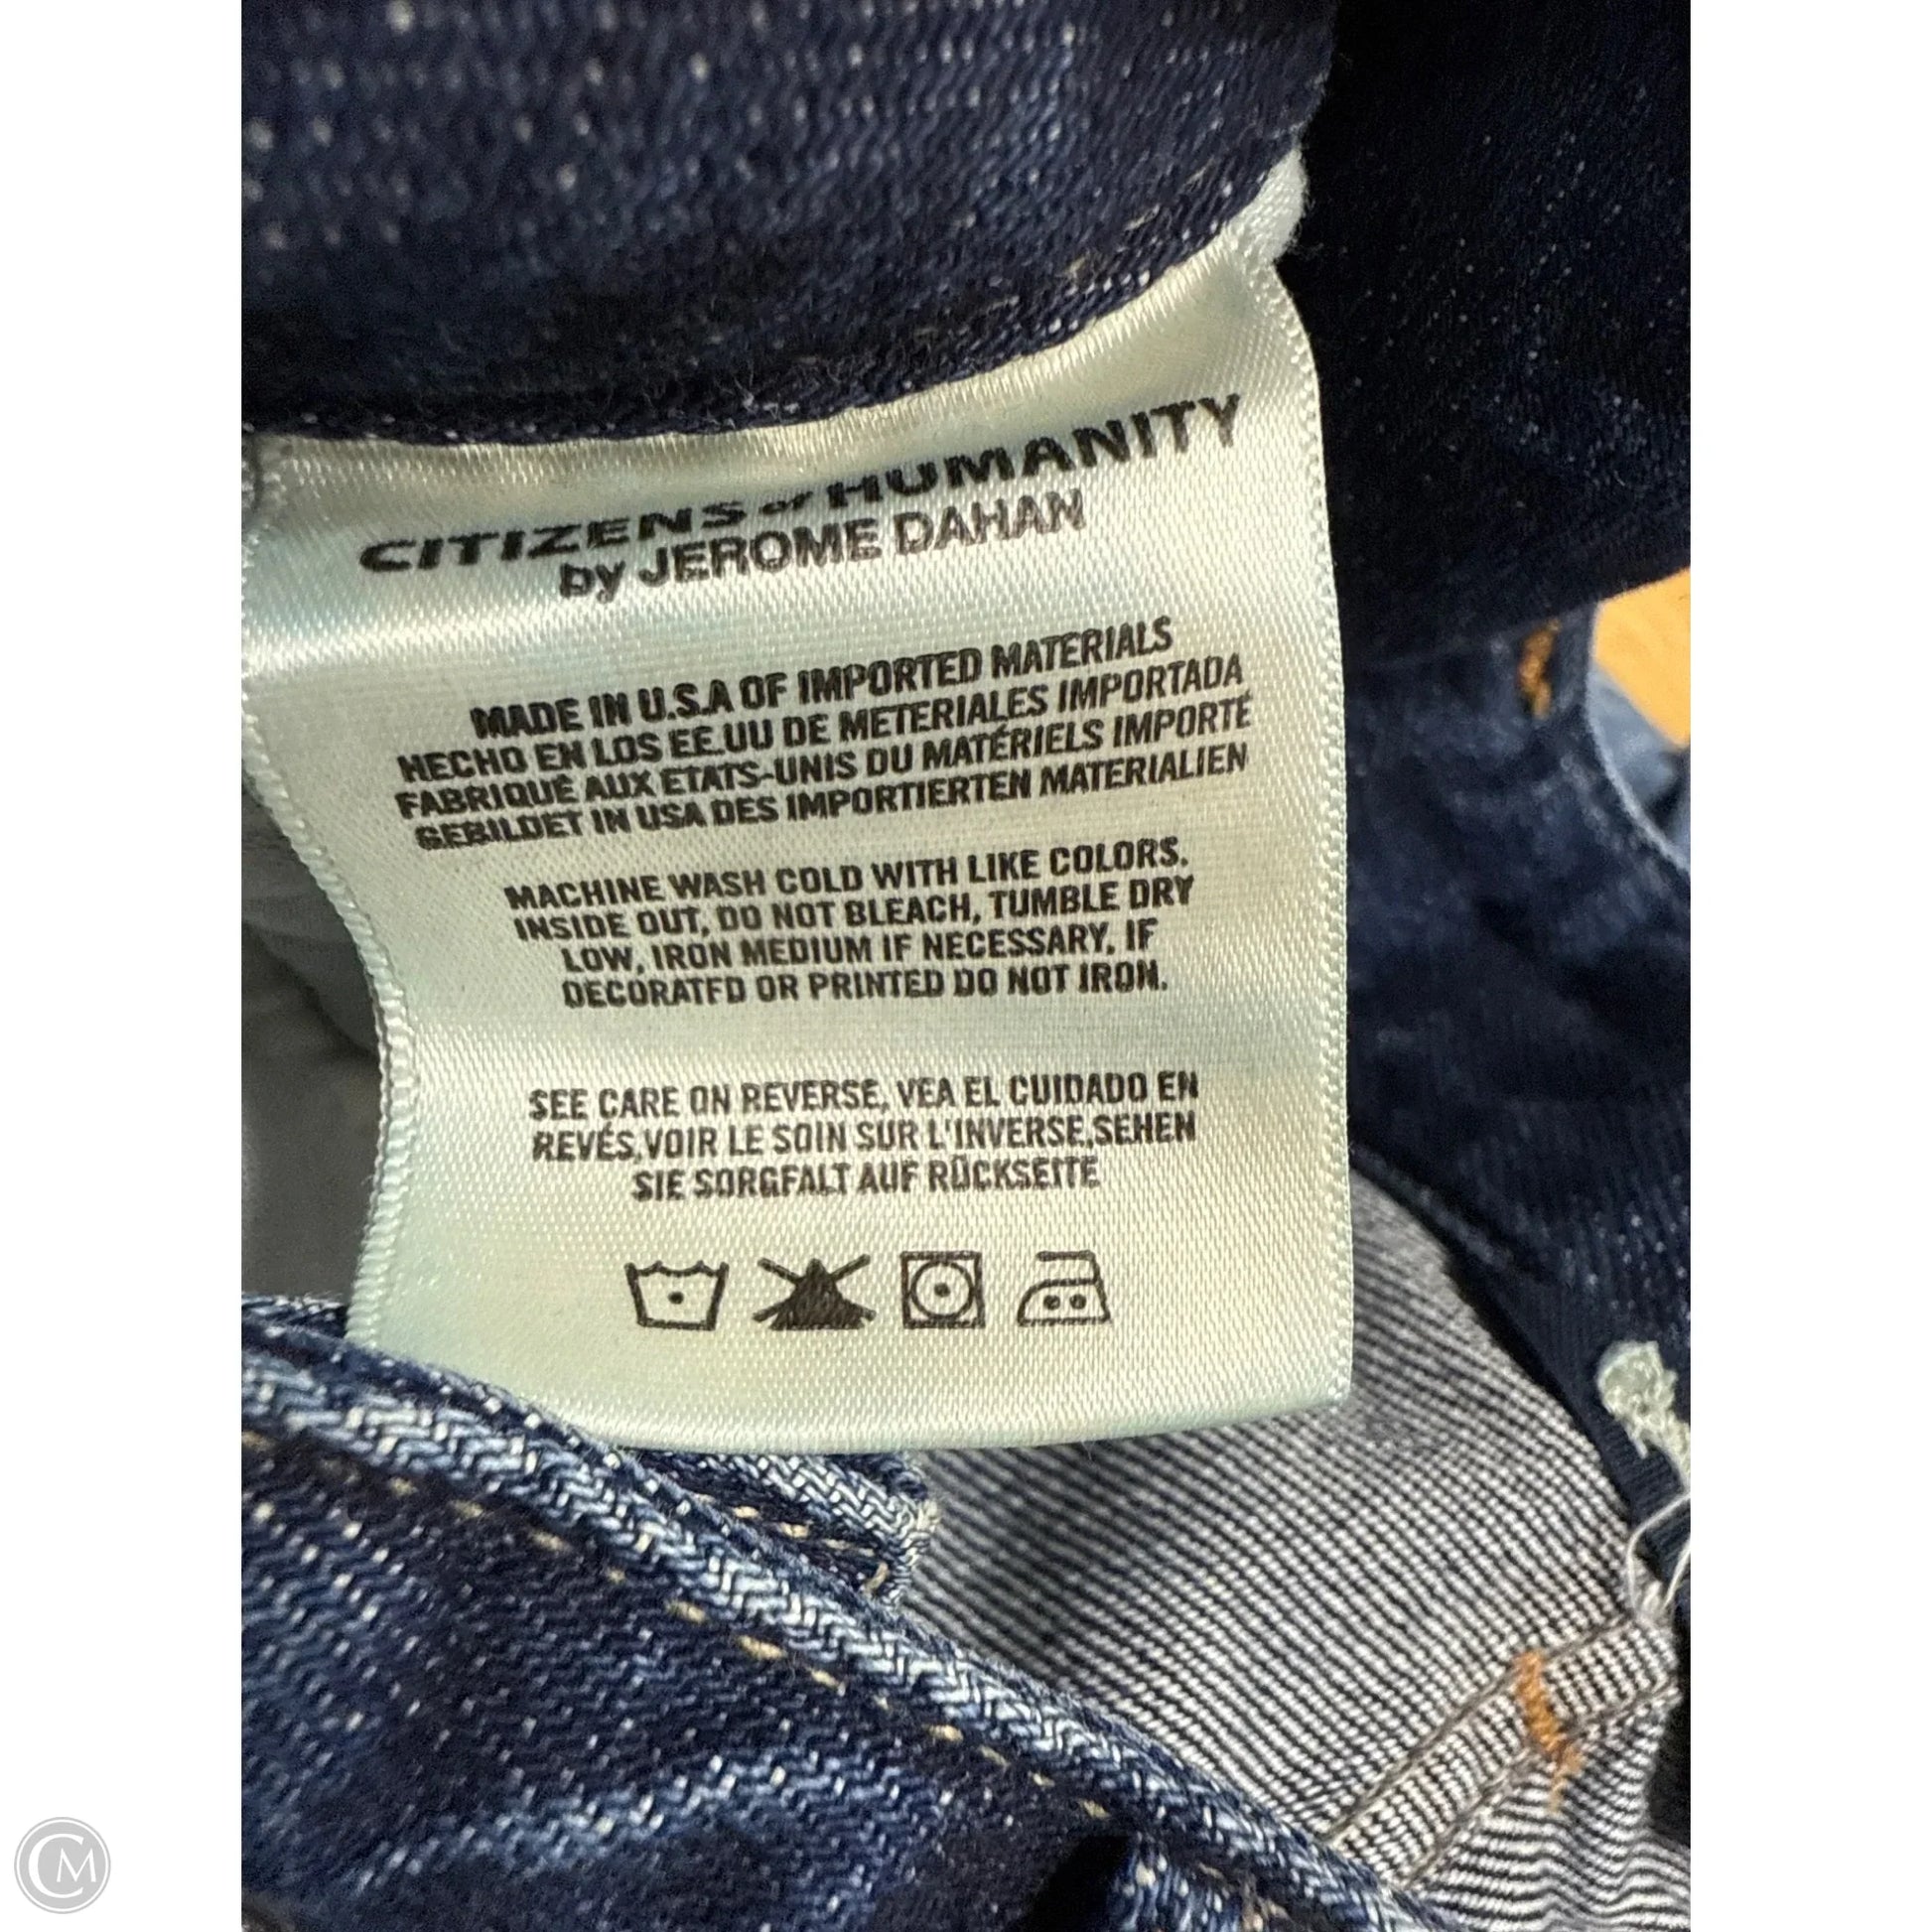 CITIZENS of HUMANITY
by JEROME DAHAN
MADE IN U.S.A OF IMPORTED MATERIALS
HECHO EN LOS EE.UU DE METERIALES IMPORTADA
FABRIQUÉ AUX ETATS-UNIS DU MATÉRIELS IMPORTÉ
GEBILDET IN USA DES IMPORTIERTEN MATERIALIEN
MACHINE WASH COLD WITH LIKE COLORS.
INSIDE OUT, DO NOT BLEACH, TUMBLE DRY
LOW, IRON MEDIUM IF NECESSARY, IF
DECORATED OR PRINTED DO NOT IRON.
SEE CARE ON REVERSE, VEA EL CUIDADO EN
REVÉS, VOIR LE SOIN SUR L'INVERSE, SEHEN
SIE SORGFALT AUF RÜCKSEITE
CM